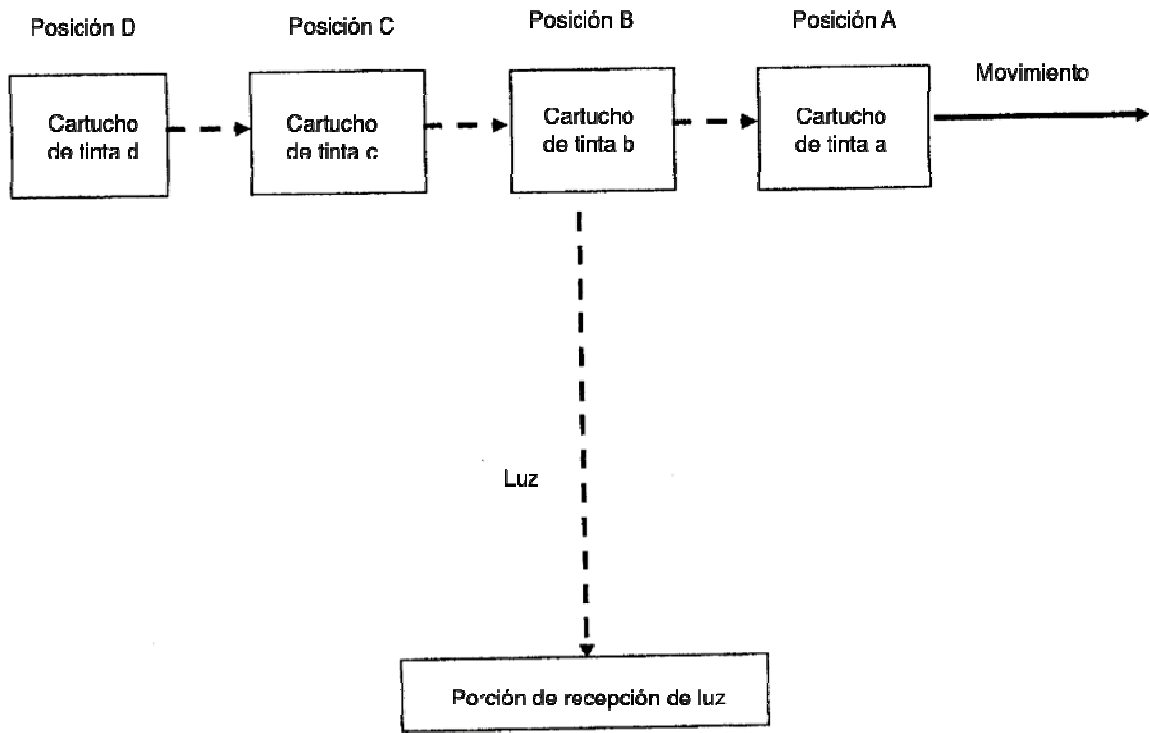 Posición D
Posición C
Posición B
Posición A
Movimiento
Cartucho
de tinta d
Cartucho
de tinta c
Cartucho
de tinta b
Cartucho
de tinta a
Luz
Porción de recepción de luz